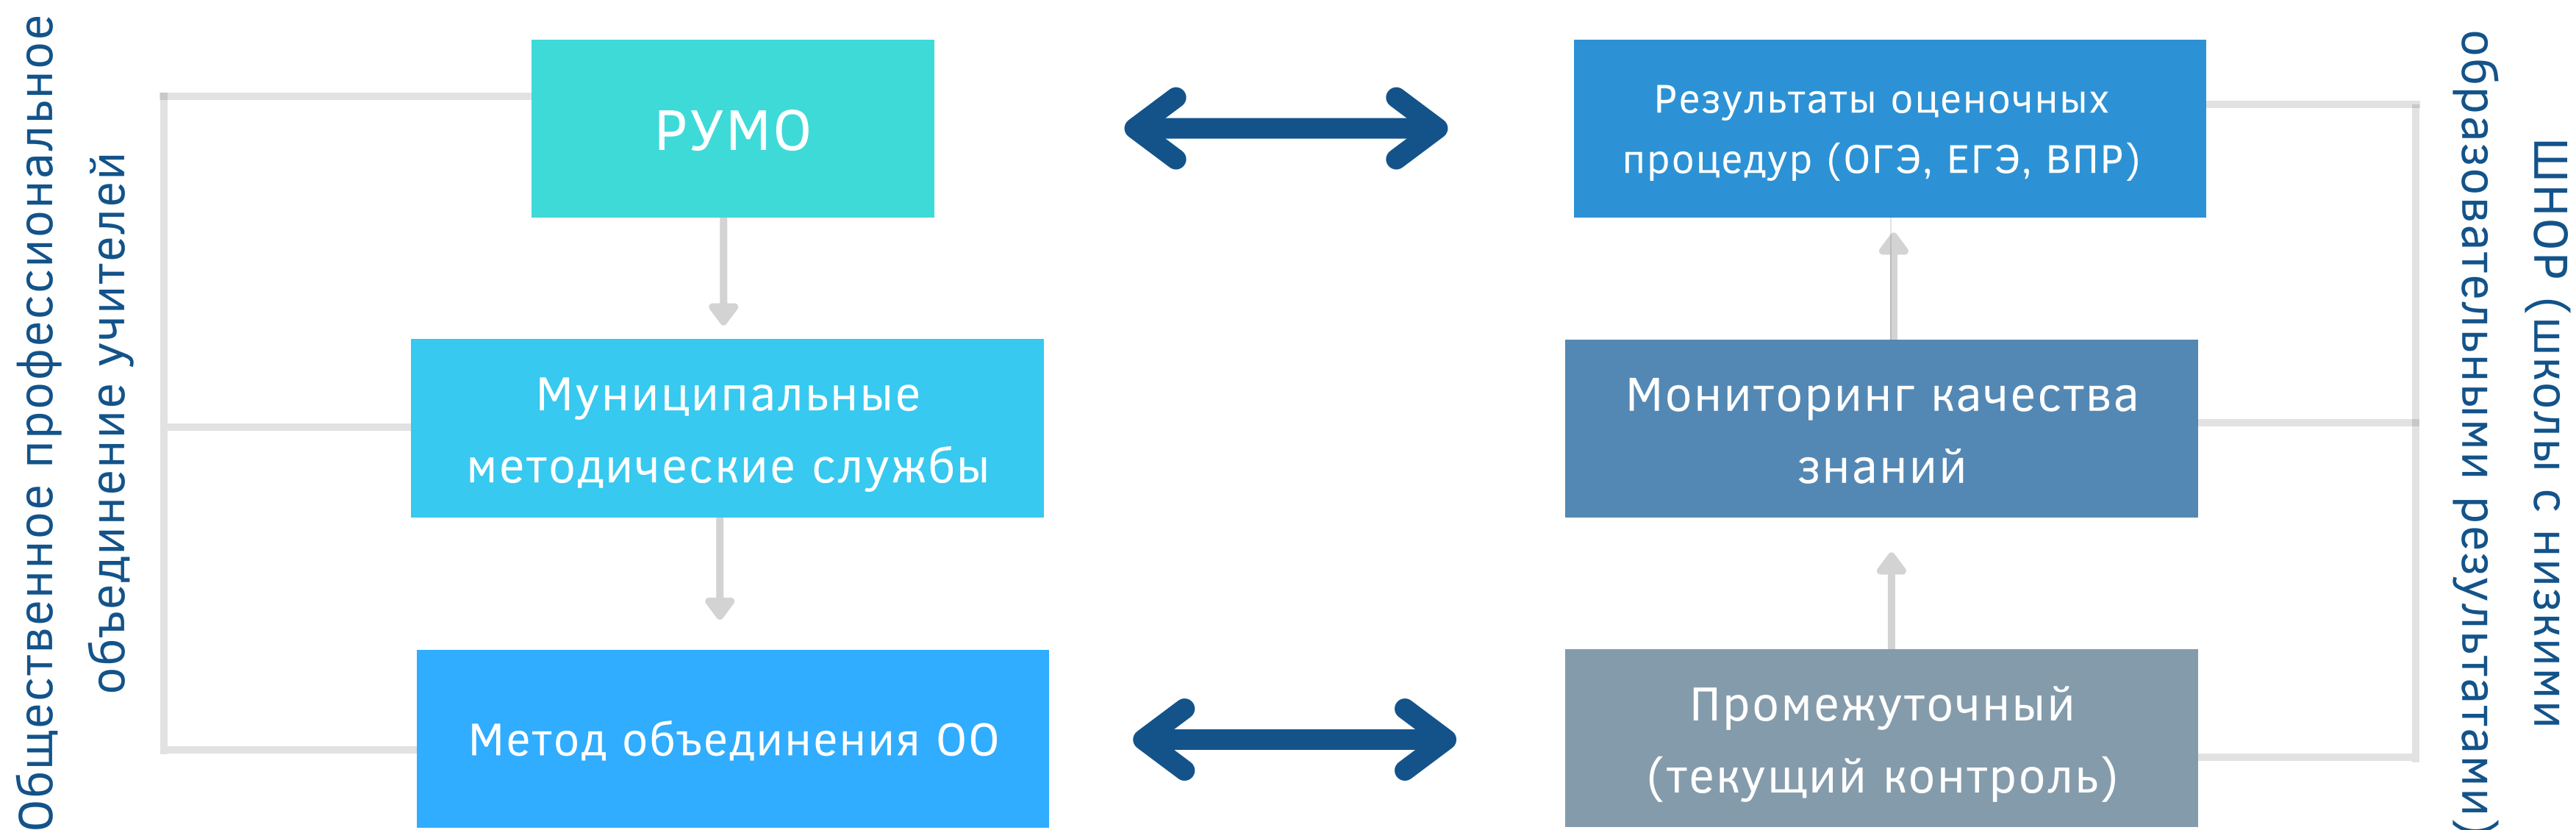 Общественное профессиональное
объединение учителей
РУМО
Муниципальные
методические службы
Метод объединения ОО
Результаты оценочных
процедур (ОГЭ, ЕГЭ, ВПР)
Мониторинг качества
знаний
Промежуточный
(текущий контроль)
ШНОР (школы с низкими
образовательными результатами)